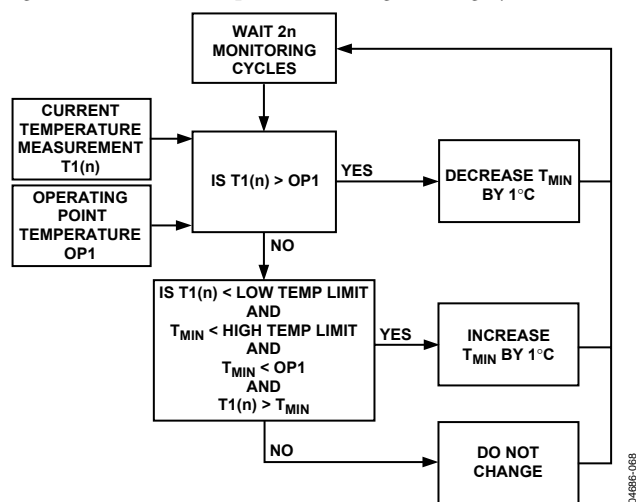 WAIT 2n
MONITORING
CYCLES
CURRENT
TEMPERATURE
MEASUREMENT
T1(n)
IS T1(n) > OP1
YES
DECREASE TMIN
BY 1°C
OPERATING
POINT
TEMPERATURE
OP1
NO
IS T1(n) < LOW TEMP LIMIT
AND
TMIN < HIGH TEMP LIMIT
AND
TMIN < OP1
AND
T1(n) > TMIN
YES
INCREASE
TMIN BY 1°C
NO
DO NOT
CHANGE
04686-068